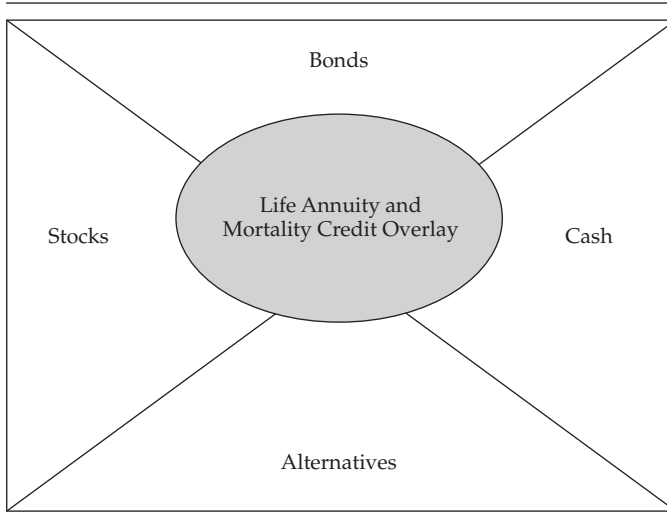 Bonds
Stocks
Life Annuity and
Mortality Credit Overlay
Cash
Alternatives